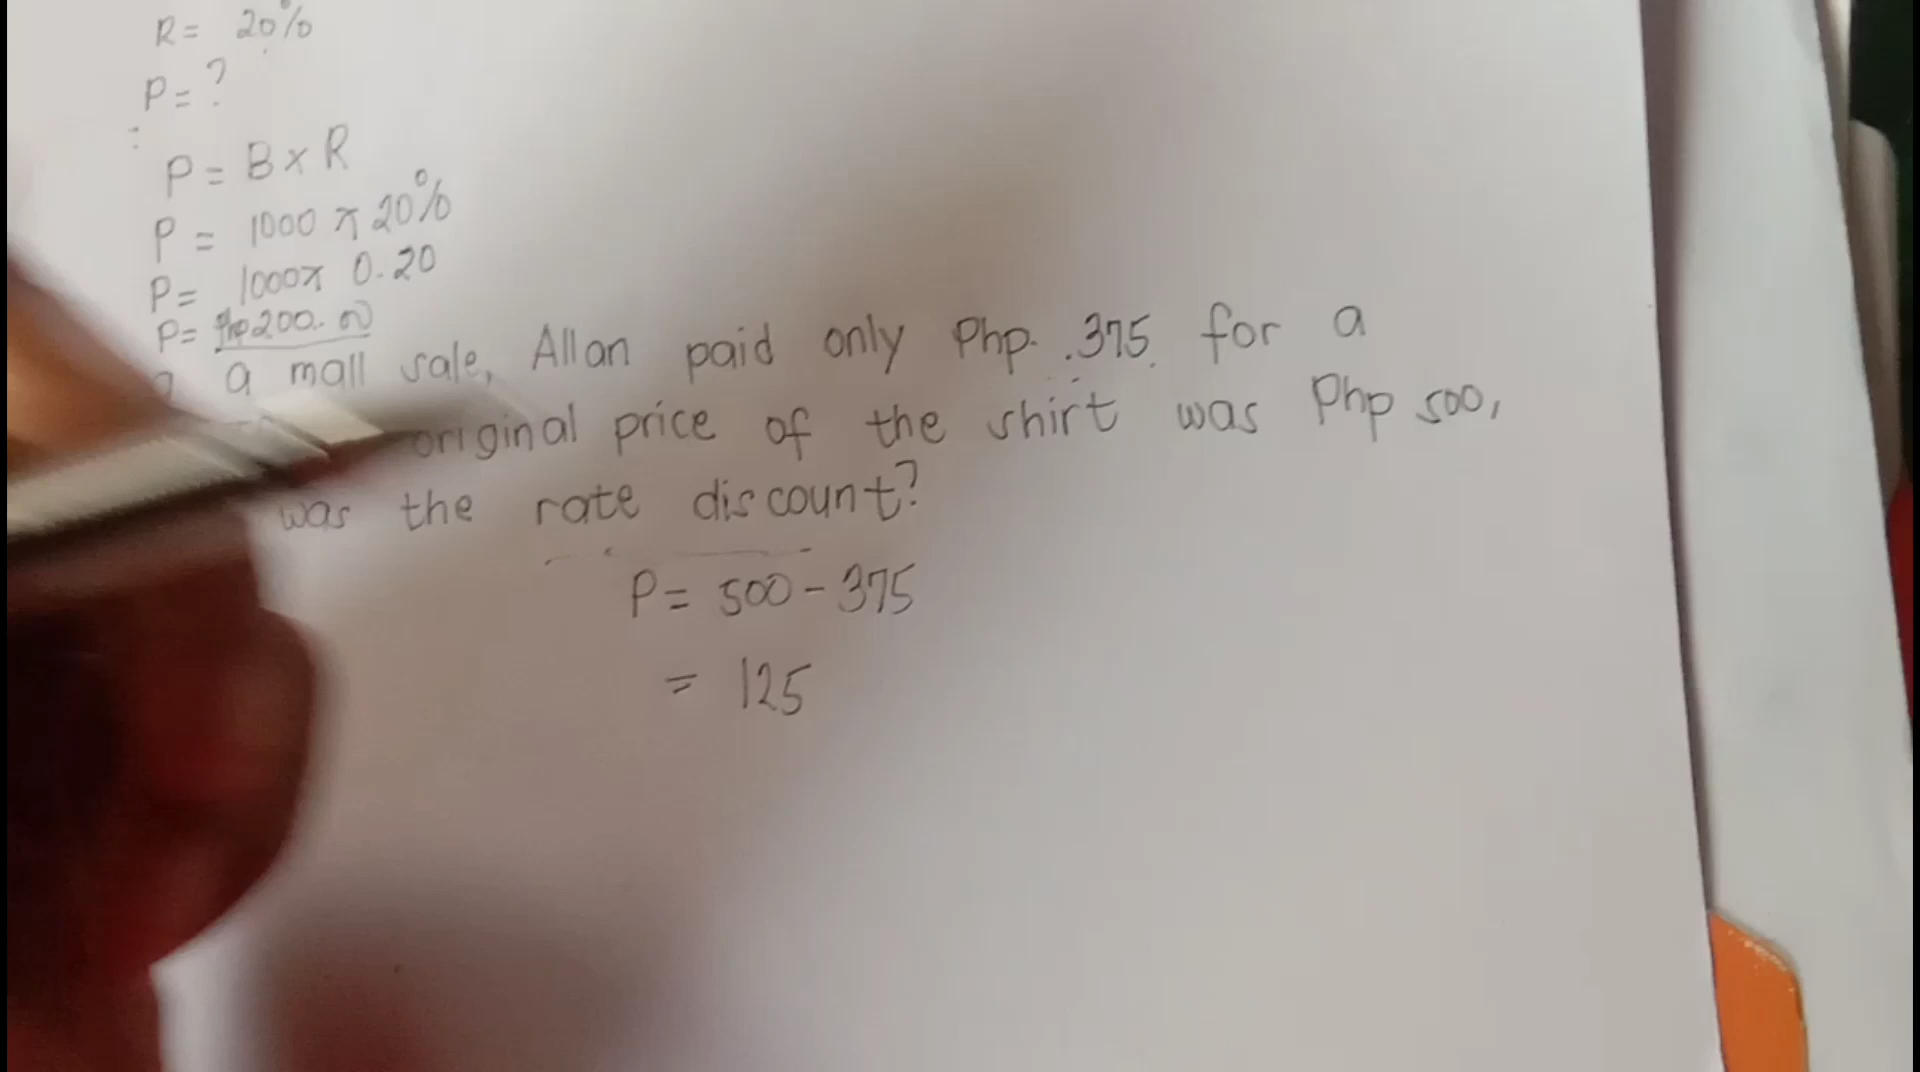 R= 20%
P= ?
:
P = B x R
P = 1000 x 20%
P= 1000x 0.20
P= Php200.00
a mall sale, Allan paid only Php. 375 for a
original price of the shirt was Php 500,
was the rate discount?
P= 500-375
= 125